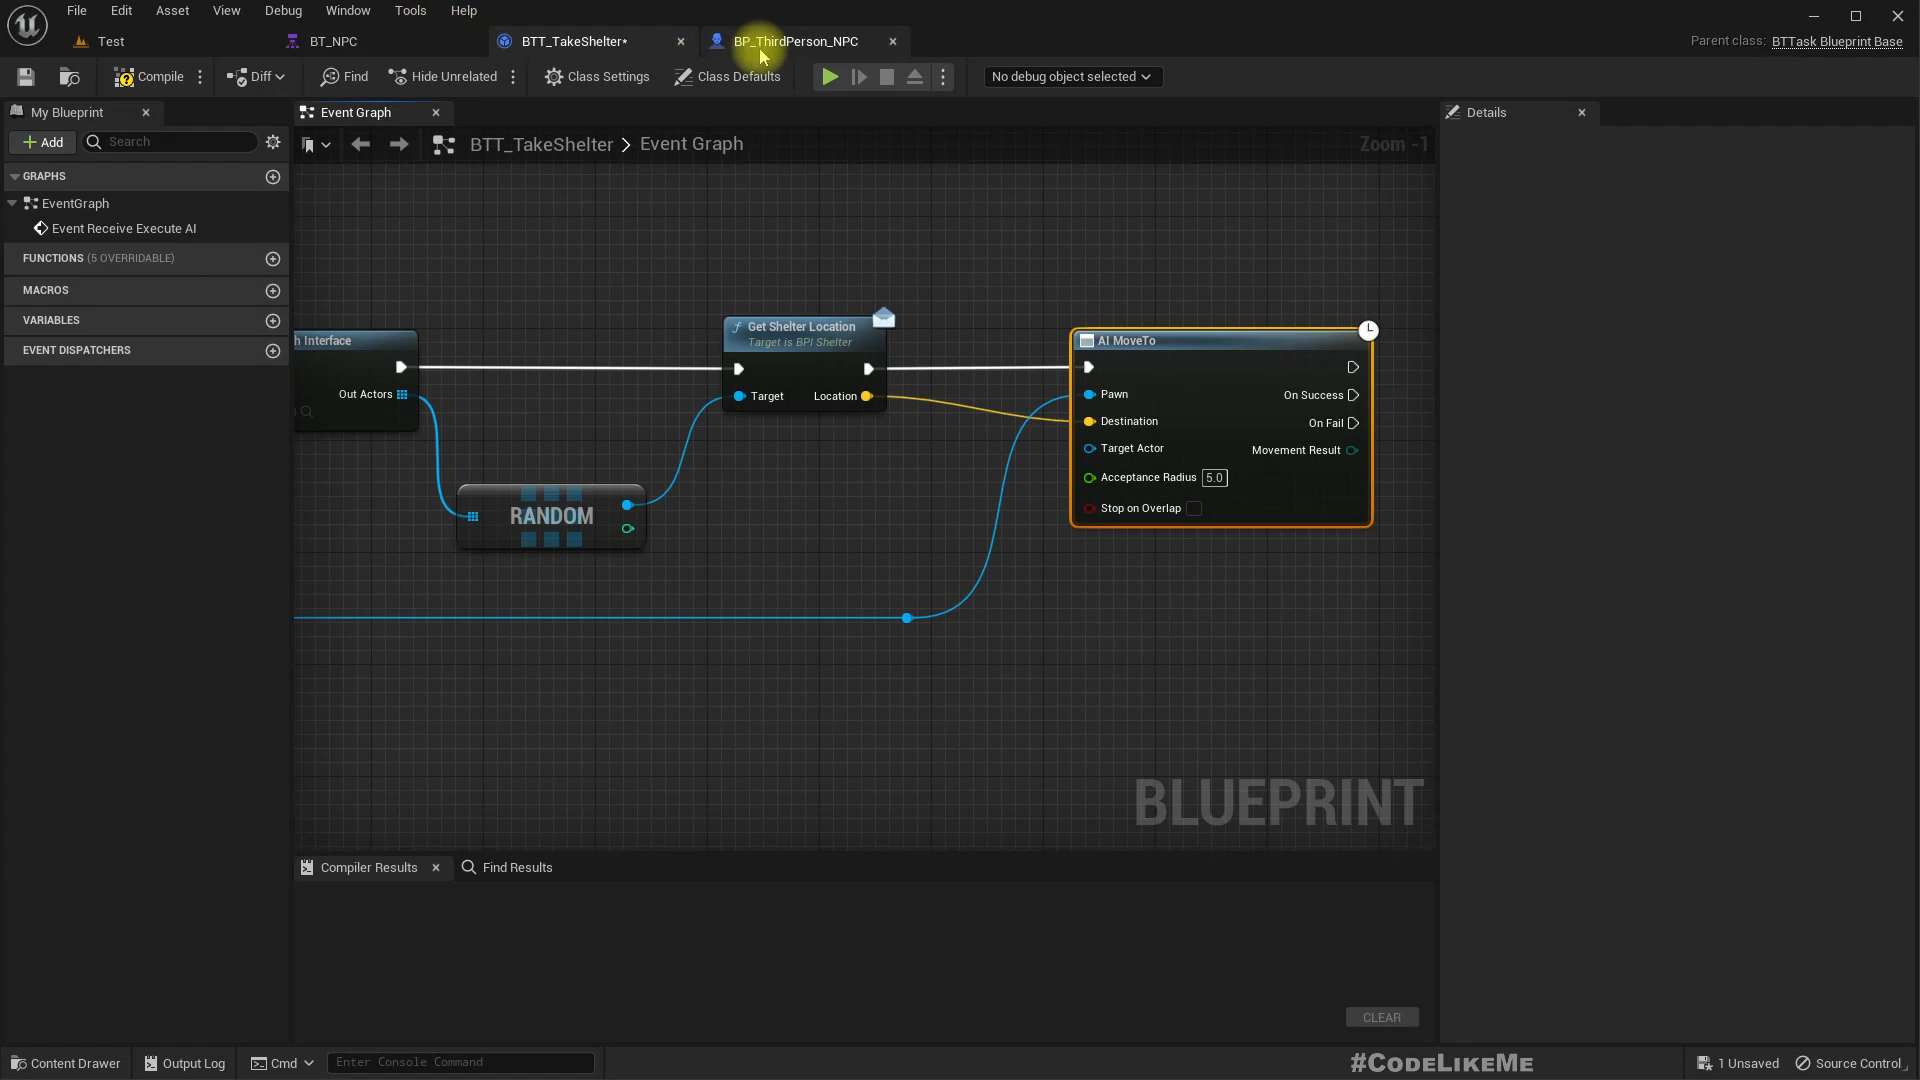 File Edit Asset View Debug Window Tools Help
Test
BT_NPC
BTT_TakeShelter*
BP_ThirdPerson_NPC
Parent class: BTTask Blueprint Base
Compile
Diff
Find
Hide Unrelated
Class Settings
Class Defaults
No debug object selected
My Blueprint
Event Graph
Details
Add
Search
BTT_TakeShelter > Event Graph
Zoom -1
GRAPHS
EventGraph
Event Receive Execute AI
FUNCTIONS (5 OVERRIDABLE)
MACROS
VARIABLES
EVENT DISPATCHERS
h Interface
Out Actors
RANDOM
Get Shelter Location
Target is BPI Shelter
Target
Location
AI MoveTo
Pawn
On Success
Destination
On Fail
Target Actor
Movement Result
Acceptance Radius 5.0
Stop on Overlap
BLUEPRINT
Compiler Results
Find Results
CLEAR
Content Drawer
Output Log
Cmd
Enter Console Command
#CODELIKEME
1 Unsaved
Source Control